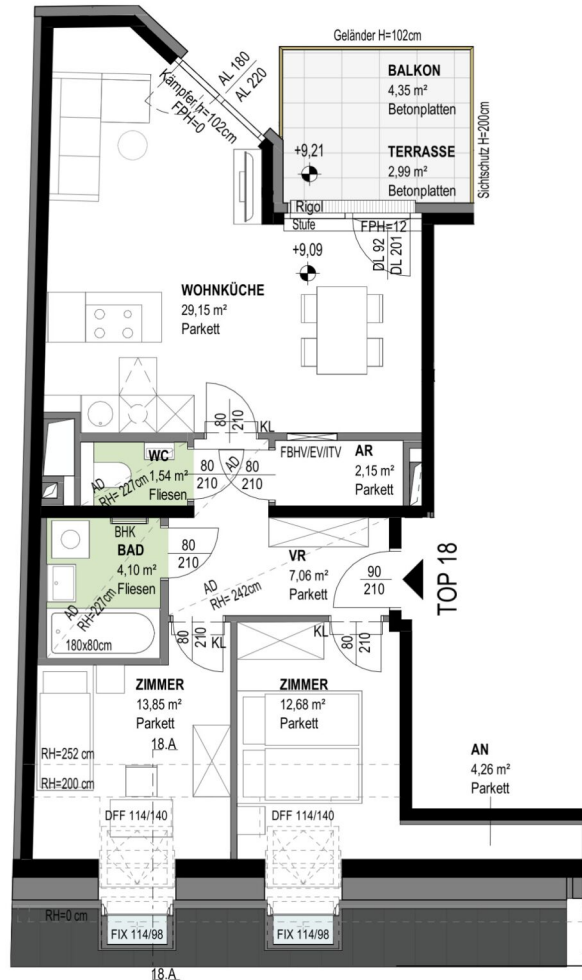 Geländer H=102cm
AL 180
AL 220
Kämpfer h=102cm
FPH=0
BALKON
4,35 m²
Betonplatten
Sichtschutz H=200cm
+9,21
TERRASSE
2,99 m²
Betonplatten
Rigol
Stufe
FPH=12
DL 92
DL 201
+9,09
WOHNKÜCHE
29,15 m²
Parkett
80
210
KL
WC
1,54 m²
Fliesen
AD
RH= 227cm
80
210
AD
80
210
FBHV/EV/ITV
AR
2,15 m²
Parkett
BHK
BAD
4,10 m²
Fliesen
AD
RH=227cm
180x80cm
80
210
VR
7,06 m²
Parkett
AD
RH= 242cm
90
210
TOP 18
80
210
KL
KL
80
210
ZIMMER
13,85 m²
Parkett
ZIMMER
12,68 m²
Parkett
18.A
RH=252 cm
RH=200 cm
AN
4,26 m²
Parkett
DFF 114/140
DFF 114/140
RH=0 cm
FIX 114/98
FIX 114/98
18.A